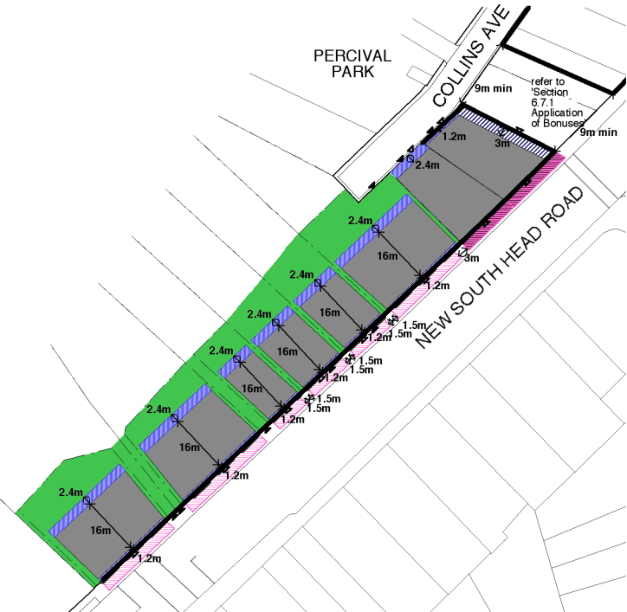 PERCIVAL
PARK
COLLINS AVE
9m min
refer to
'Section
6.7.1
Application
of Bonuses
9m min
1.2m
3m
2.4m
2.4m
16m
3m
NEW SOUTH HEAD ROAD
2.4m
16m
1.2m
2.4m
16m
1.2m
1.5m
1.5m
2.4m
16m
1.2m
1.5m
1.5m
2.4m
16m
1.2m
1.5m
1.5m
1.2m
2.4m
16m
1.2m